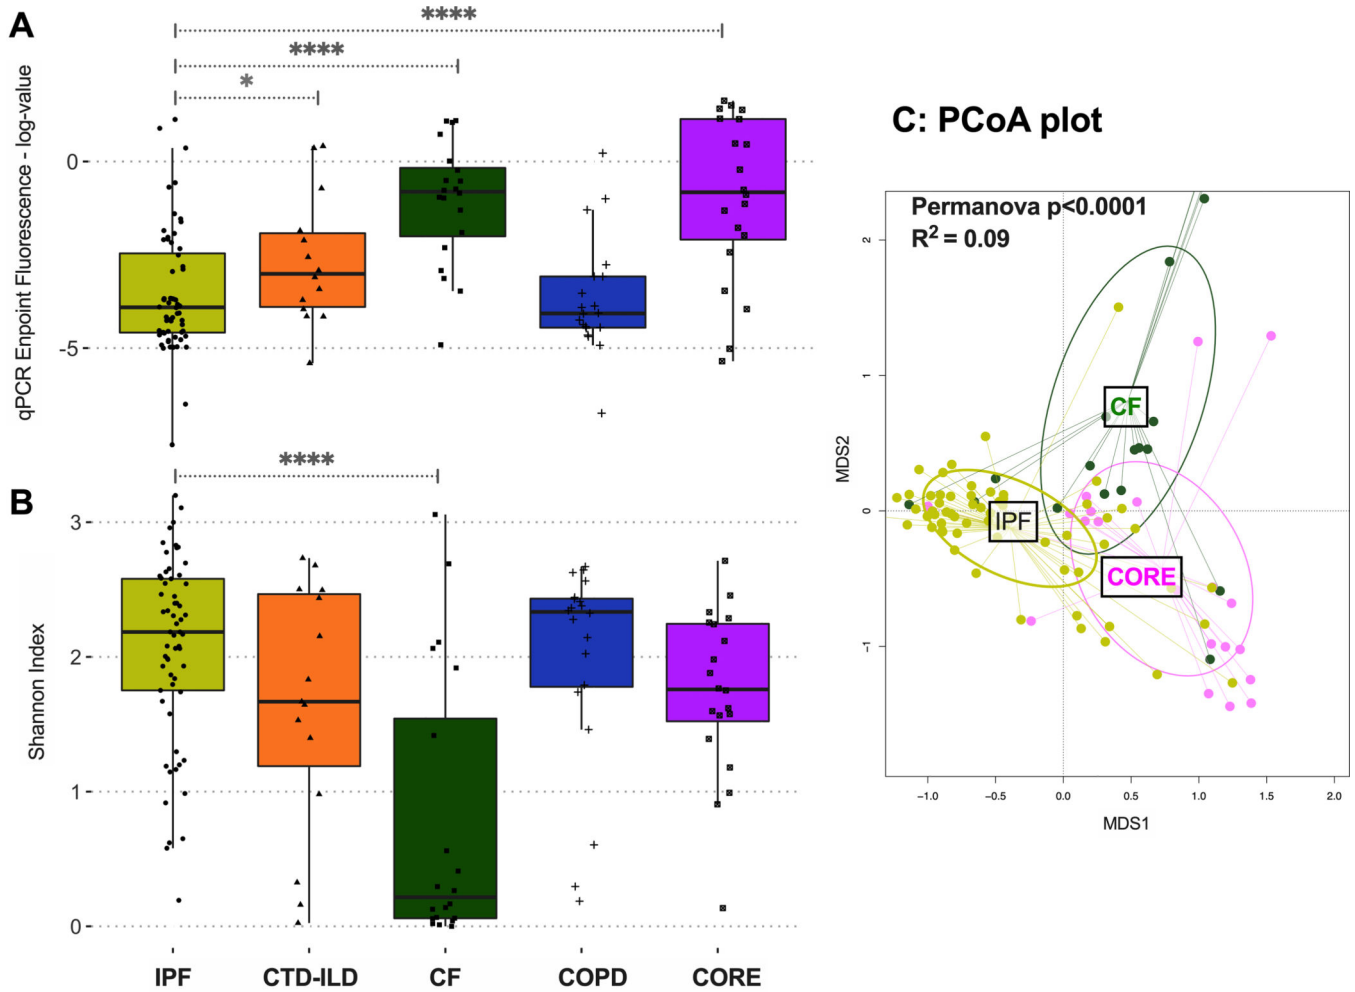 A
****
****
*
qPCR Enpoint Fluorescence - log-value
0
-5
****
B
Shannon Index
3
2
1
0
IPF CTD-ILD CF COPD CORE
C: PCoA plot
Permanova p<0.0001
R² = 0.09
MDS2
2
1
0
-1
CF
IPF
CORE
-1.0 -0.5 0.0 0.5 1.0 1.5 2.0
MDS1